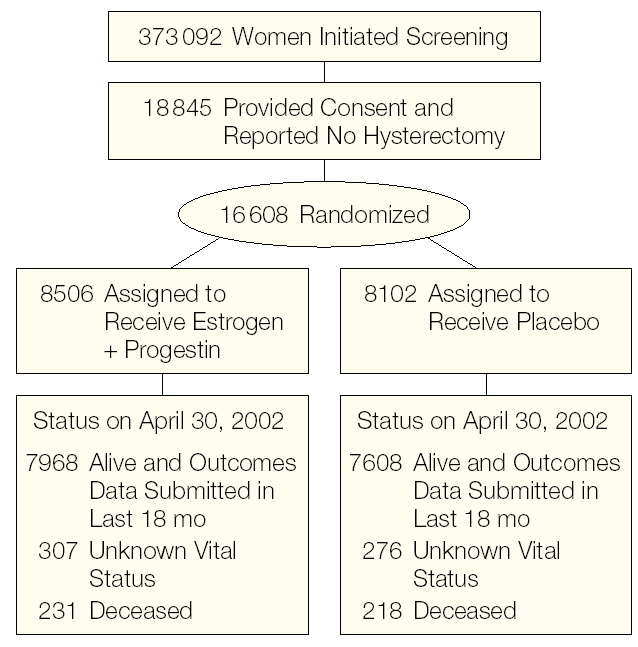 373 092 Women Initiated Screening
18 845 Provided Consent and
Reported No Hysterectomy
16 608 Randomized
8506 Assigned to
Receive Estrogen
+ Progestin
8102 Assigned to
Receive Placebo
Status on April 30, 2002
7968 Alive and Outcomes
Data Submitted in
Last 18 mo
307 Unknown Vital
Status
231 Deceased
Status on April 30, 2002
7608 Alive and Outcomes
Data Submitted in
Last 18 mo
276 Unknown Vital
Status
218 Deceased